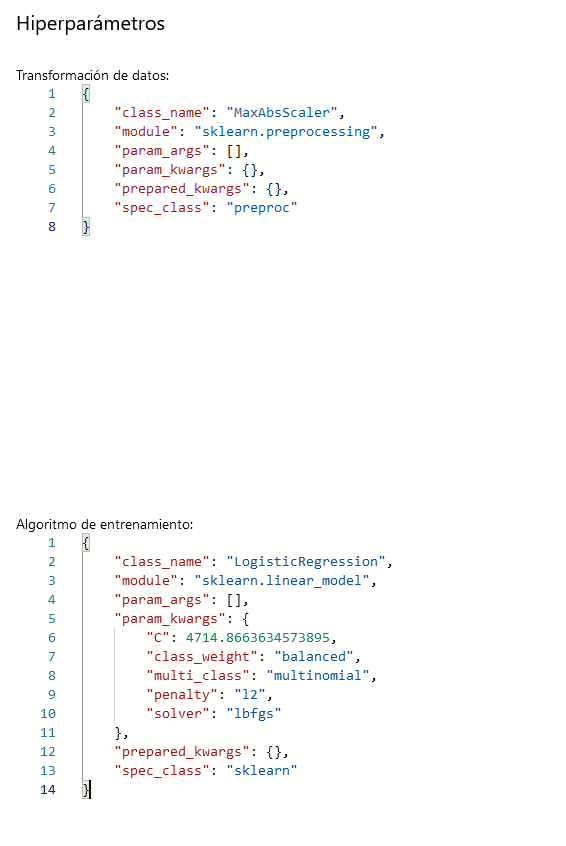 Hiperparámetros
Transformación de datos:
1 {
2 "class_name": "MaxAbsScaler",
3 "module": "sklearn.preprocessing",
4 "param_args": [],
5 "param_kwargs": {},
6 "prepared_kwargs": {},
7 "spec_class": "preproc"
8 }
Algoritmo de entrenamiento:
1 {
2 "class_name": "LogisticRegression",
3 "module": "sklearn.linear_model",
4 "param_args": [],
5 "param_kwargs": {
6 "C": 4714.8663634573895,
7 "class_weight": "balanced",
8 "multi_class": "multinomial",
9 "penalty": "l2",
10 "solver": "lbfgs"
11 },
12 "prepared_kwargs": {},
13 "spec_class": "sklearn"
14 }